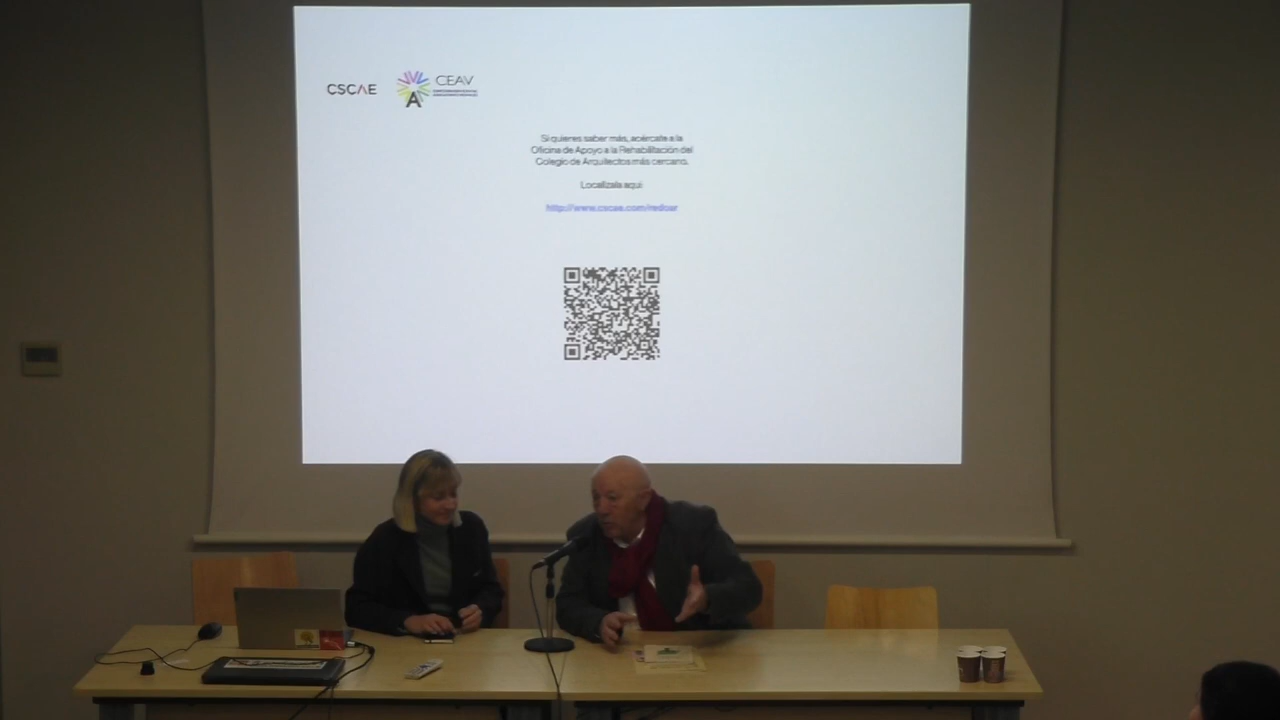 CSCAE
CEAV
Si quieres saber más, acércate a la
Oficina de Apoyo a la Rehabilitación del
Colegio de Arquitectos más cercano.
Localízala aquí
http://www.cscae.com/redoar